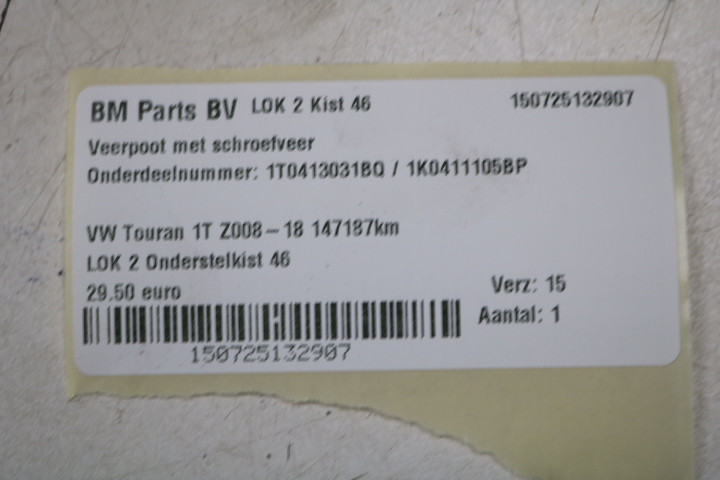 BM Parts BV LOK 2 Kist 46 150725132907
Veerpoot met schroefveer
Onderdeelnummer: 1T0413031BQ / 1K0411105BP
VW Touran 1T Z008-18 147187km
LOK 2 Onderstelkist 46
29.50 euro Verz: 15
Aantal: 1
150725132907